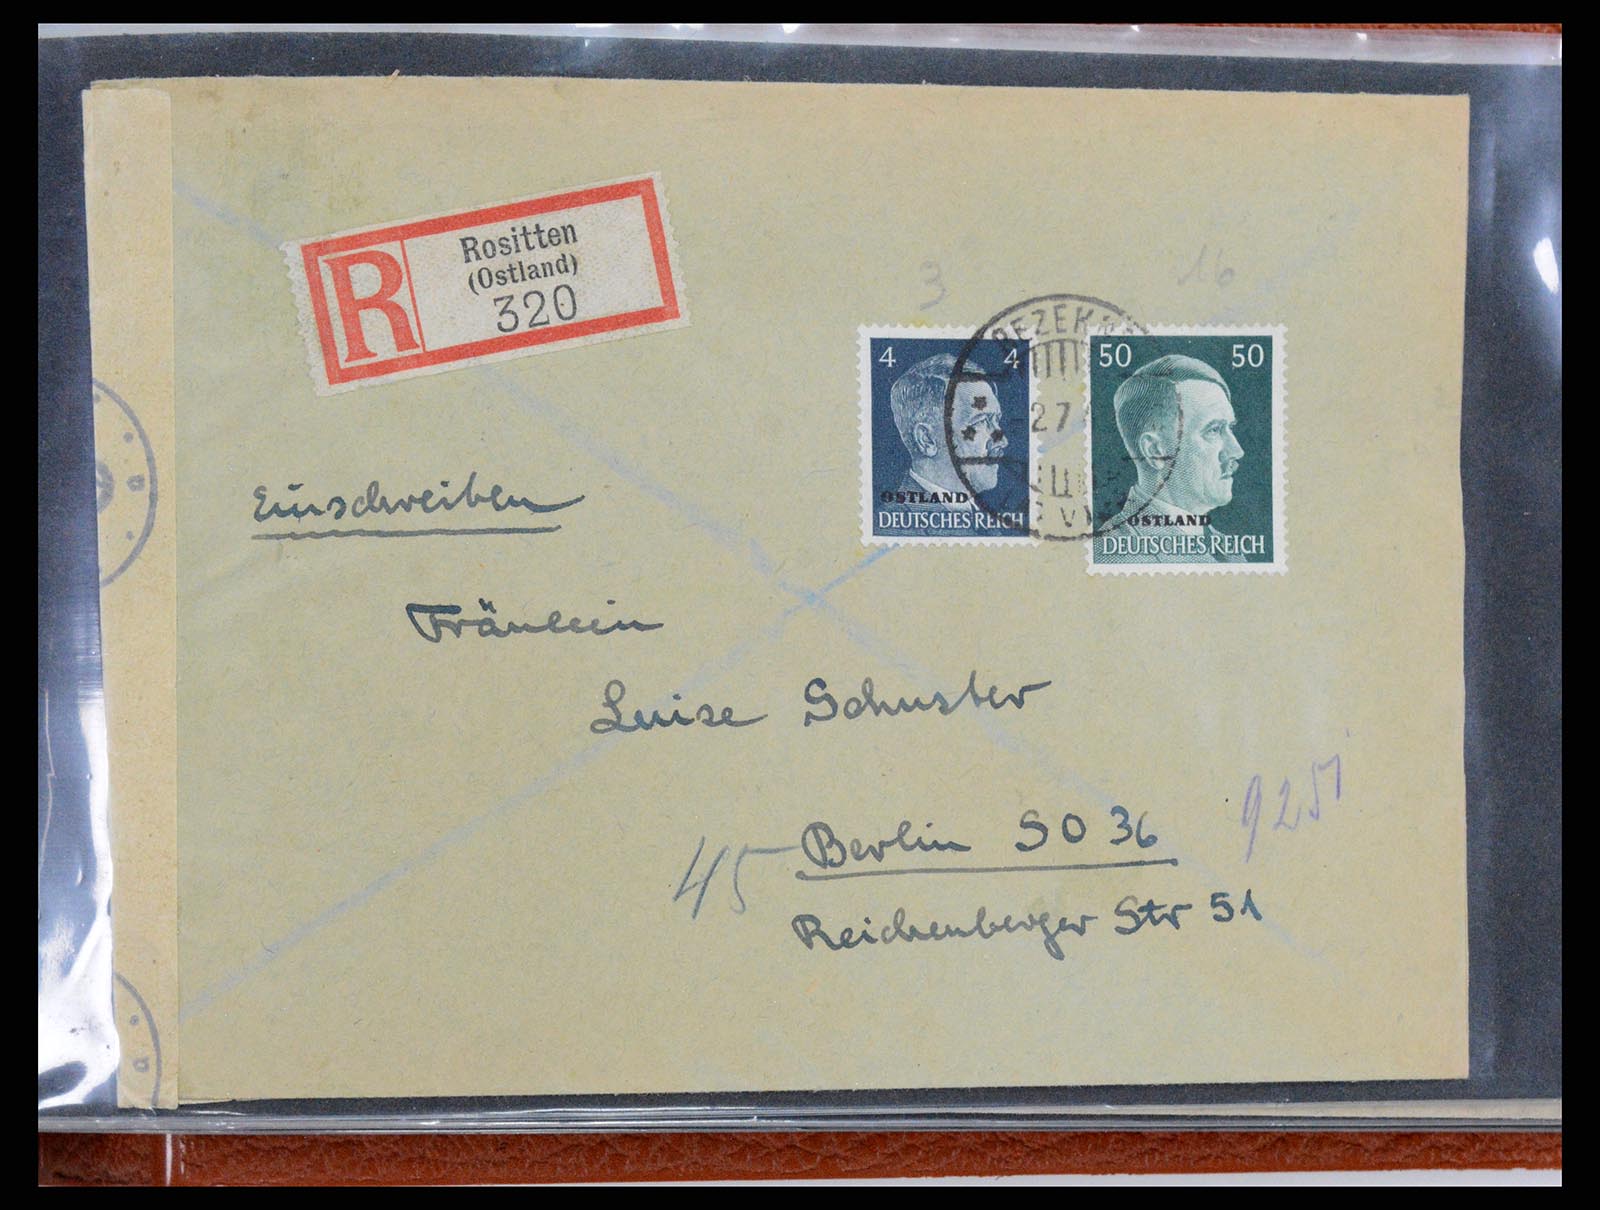 Rositten
(Ostland)
R
320
3
16
4 4
OSTLAND
DEUTSCHES REICH
50 50
OSTLAND
DEUTSCHES REICH
27
Einschreiben
Fräulein
Luise Schuster
45
Berlin SO 36
9251
Reichenberger Str 51
a
a